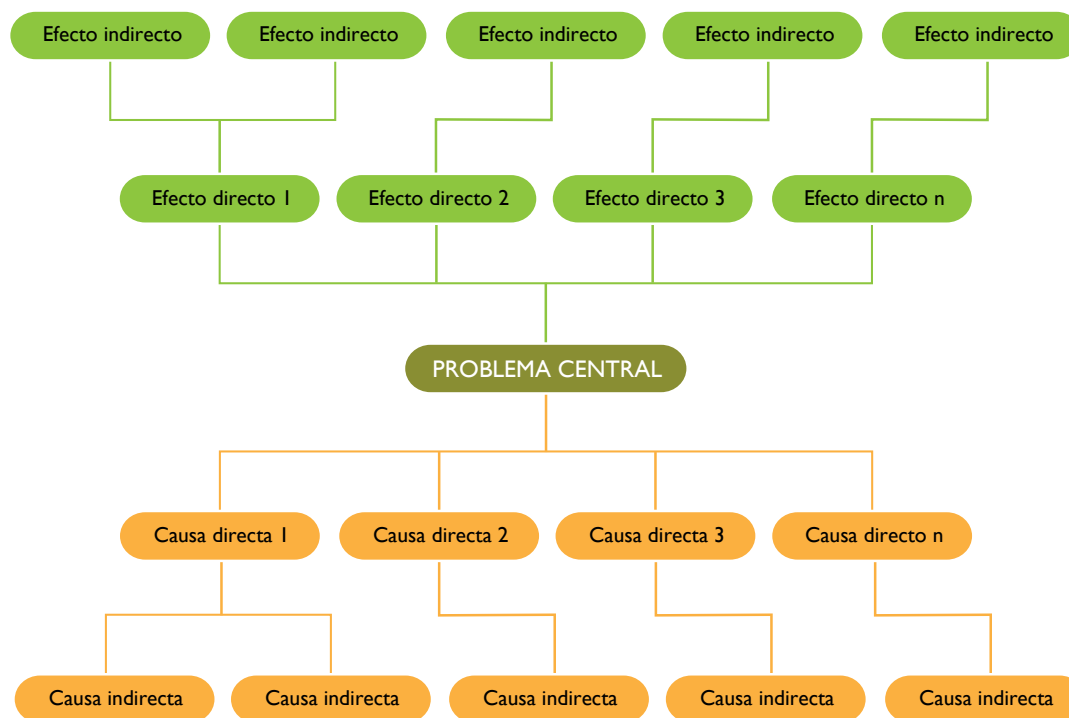 Efecto indirecto
Efecto indirecto
Efecto indirecto
Efecto indirecto
Efecto indirecto
Efecto directo 1
Efecto directo 2
Efecto directo 3
Efecto directo n
PROBLEMA CENTRAL
Causa directa 1
Causa directa 2
Causa directa 3
Causa directo n
Causa indirecta
Causa indirecta
Causa indirecta
Causa indirecta
Causa indirecta